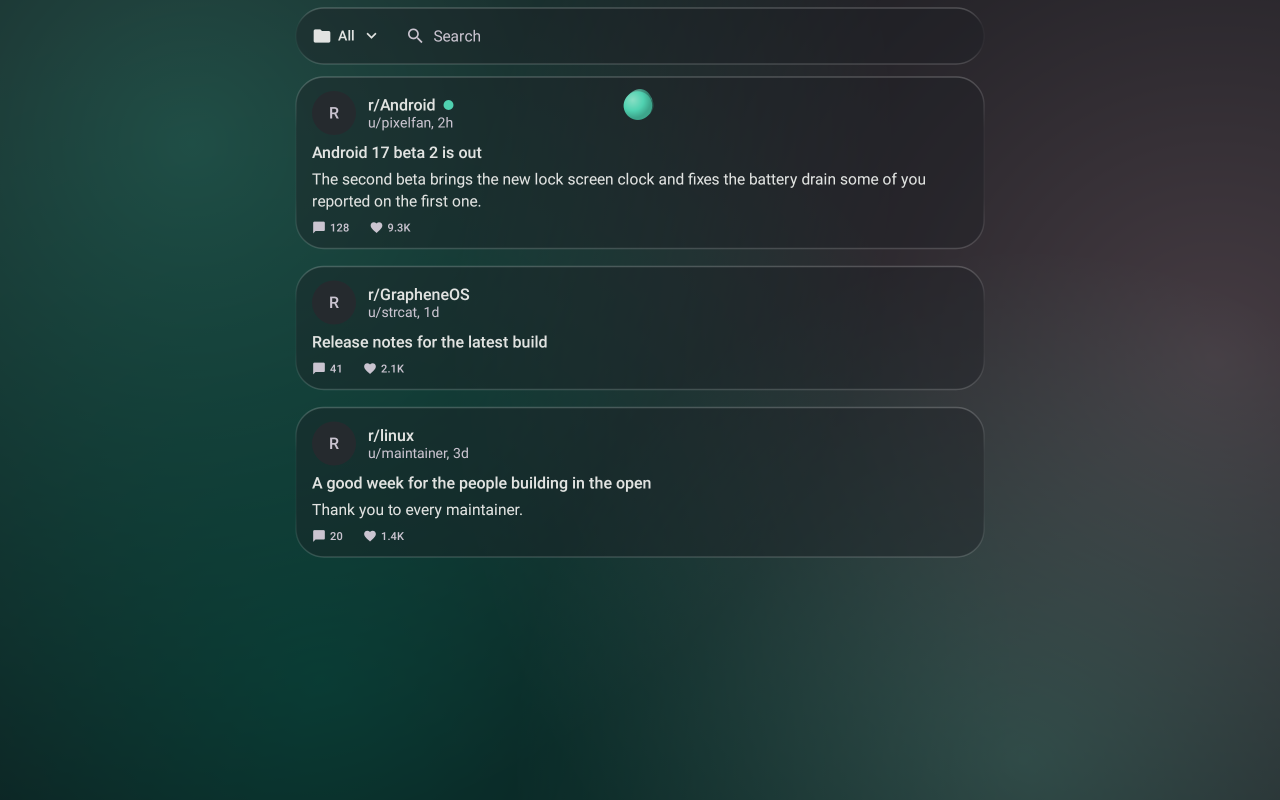 All
Search
R
r/Android
u/pixelfan, 2h
Android 17 beta 2 is out
The second beta brings the new lock screen clock and fixes the battery drain some of you
reported on the first one.
128 9.3K
R
r/GrapheneOS
u/strcat, 1d
Release notes for the latest build
41 2.1K
R
r/linux
u/maintainer, 3d
A good week for the people building in the open
Thank you to every maintainer.
20 1.4K